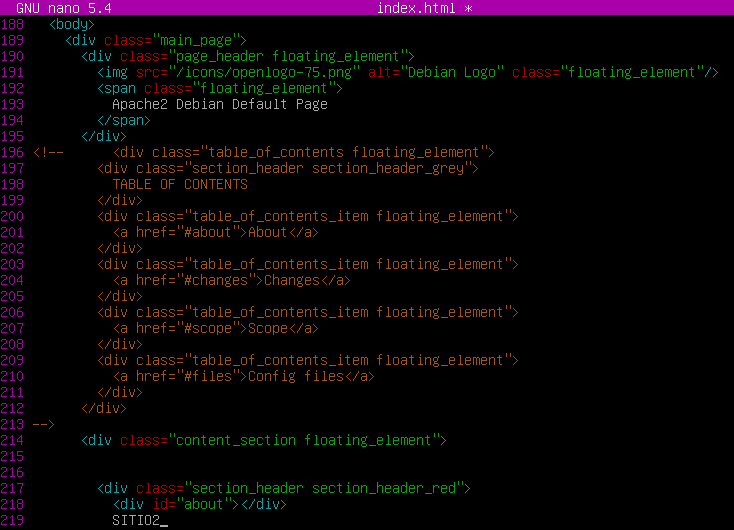 GNU nano 5.4 index.html *
188 <body>
189 <div class="main_page">
190 <div class="page_header floating_element">
191 <img src="/icons/openlogo-75.png" alt="Debian Logo" class="floating_element"/>
192 <span class="floating_element">
193 Apache2 Debian Default Page
194 </span>
195 </div>
196 <!-- <div class="table_of_contents floating_element">
197 <div class="section_header section_header_grey">
198 TABLE OF CONTENTS
199 </div>
200 <div class="table_of_contents_item floating_element">
201 <a href="#about">About</a>
202 </div>
203 <div class="table_of_contents_item floating_element">
204 <a href="#changes">Changes</a>
205 </div>
206 <div class="table_of_contents_item floating_element">
207 <a href="#scope">Scope</a>
208 </div>
209 <div class="table_of_contents_item floating_element">
210 <a href="#files">Config files</a>
211 </div>
212 </div>
213 -->
214 <div class="content_section floating_element">
215
216
217 <div class="section_header section_header_red">
218 <div id="about"></div>
219 SITIO2_